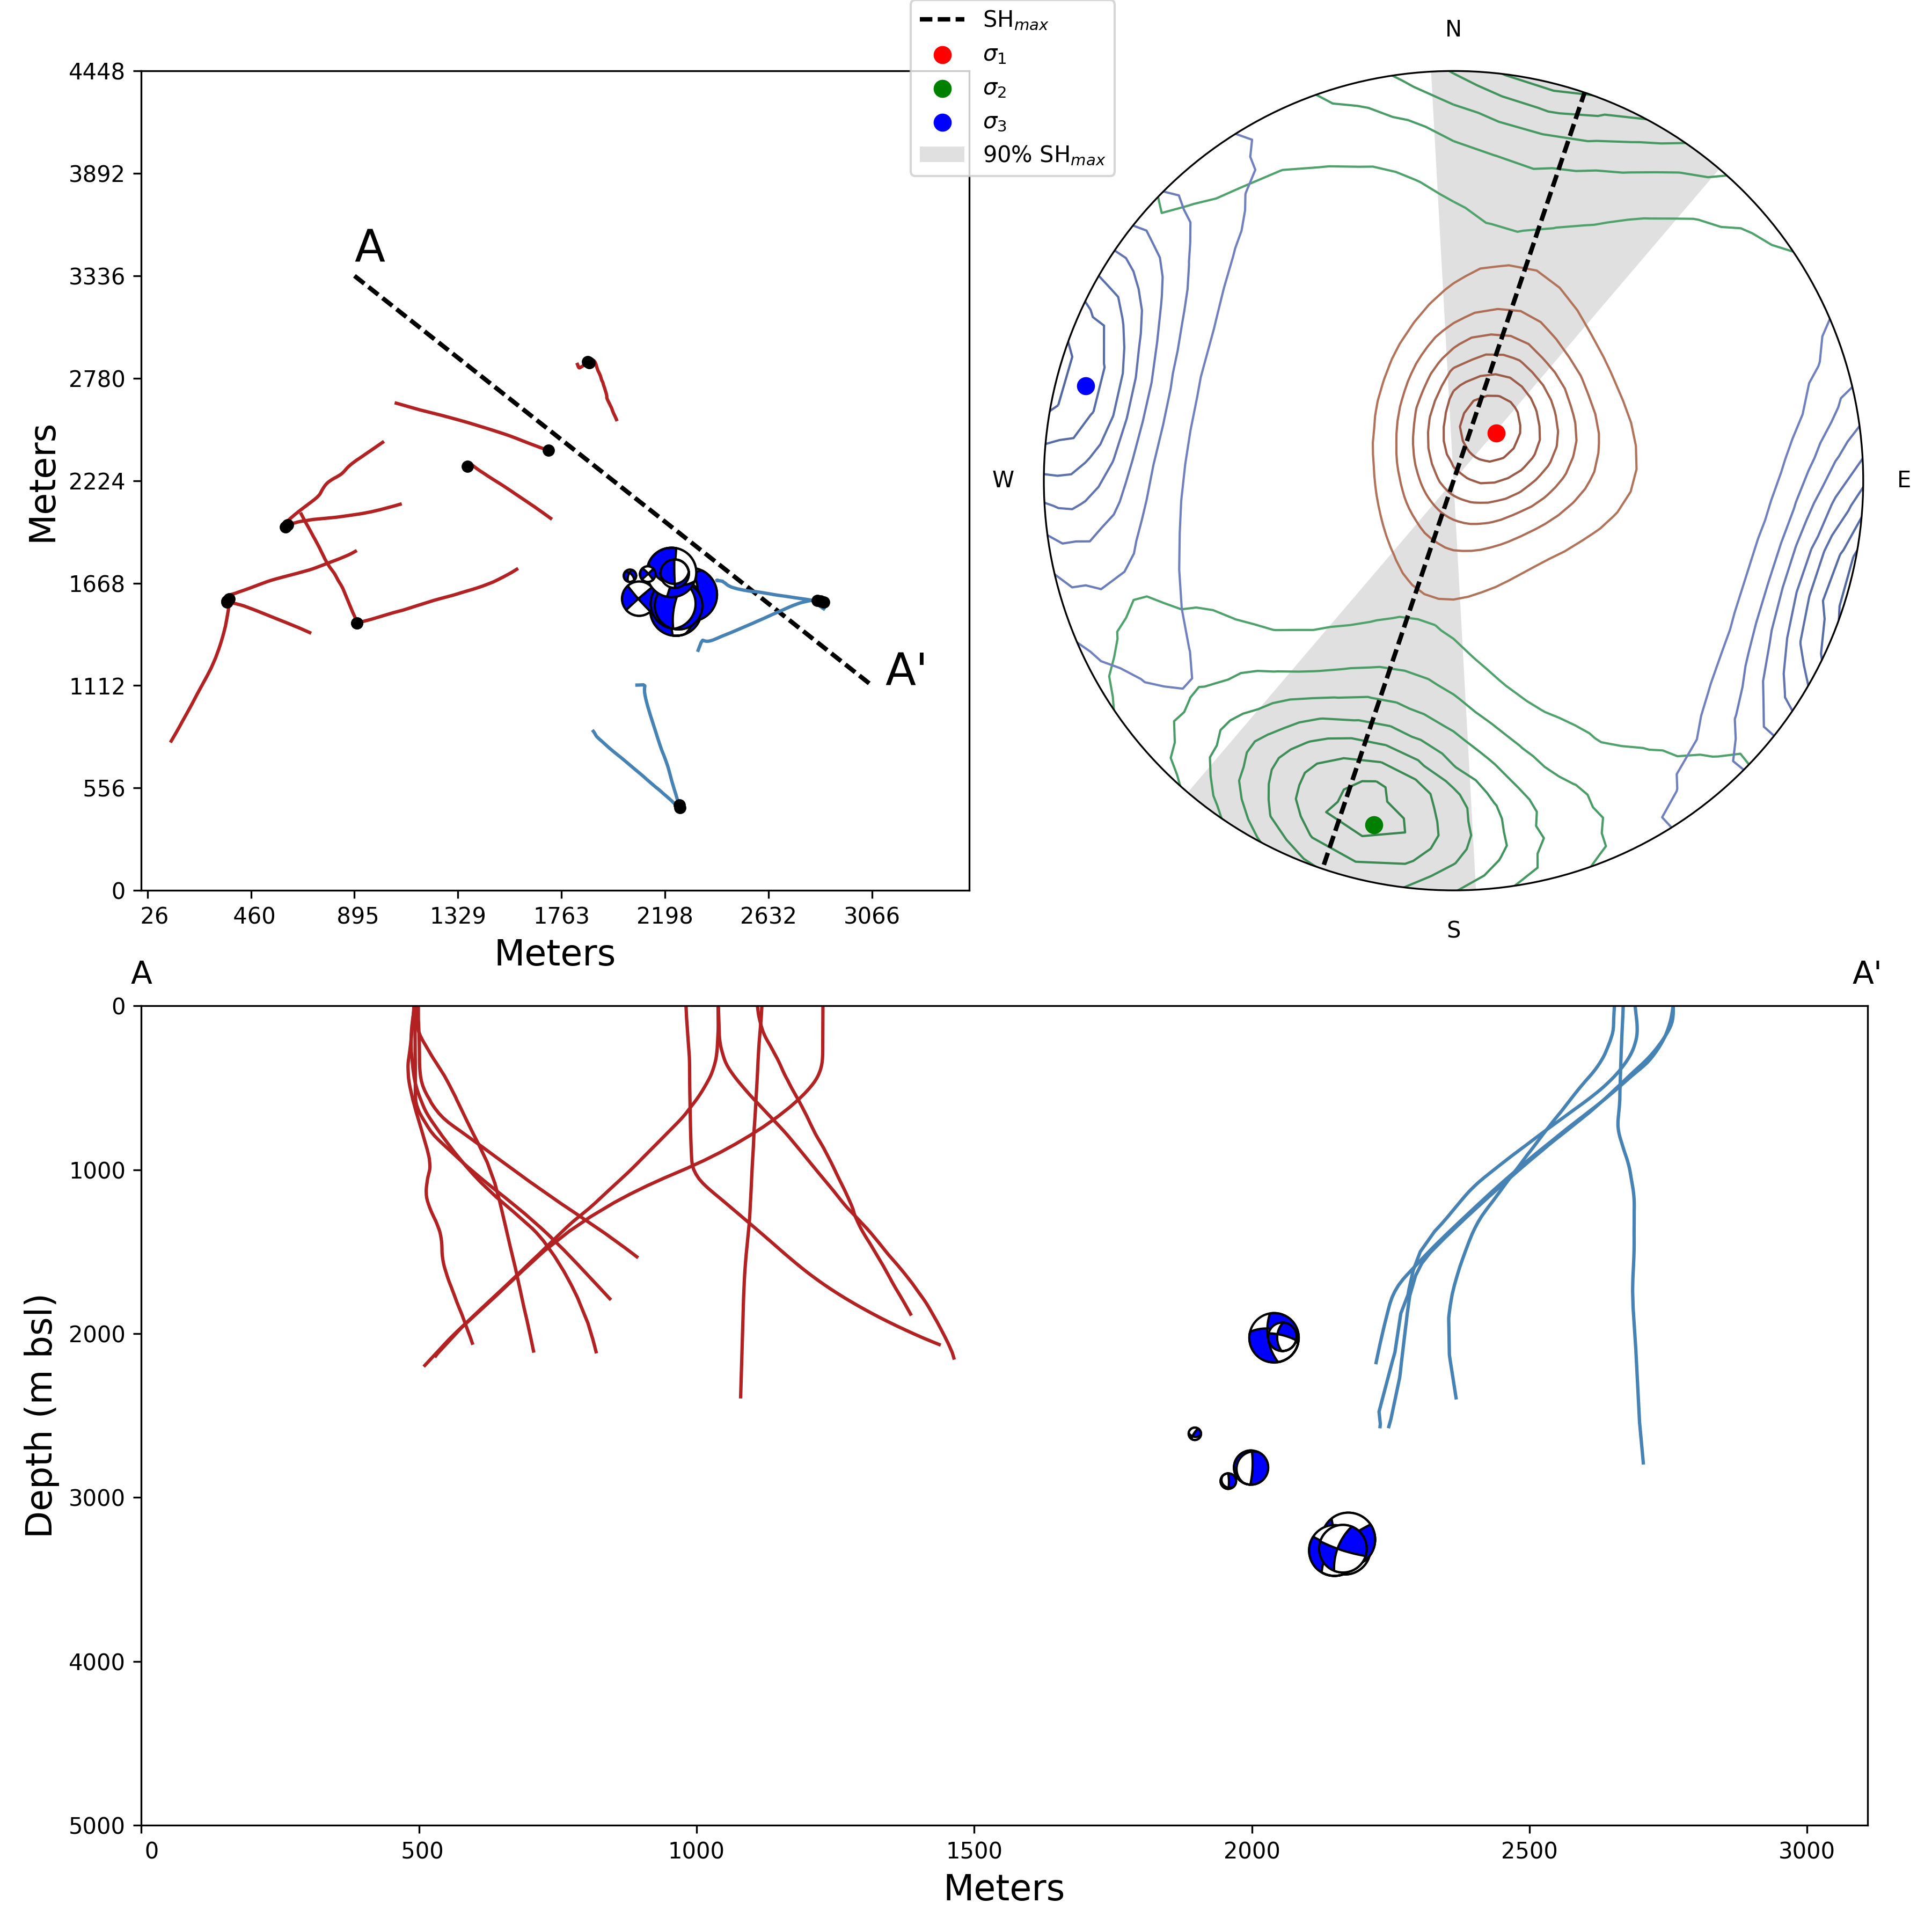 SHmax
σ1
σ2
σ3
90% SHmax
4448
3892
3336
2780
2224
1668
1112
556
0
Meters
A
A'
26
460
895
1329
1763
2198
2632
3066
Meters
N
W
E
S
A
A'
0
1000
2000
3000
4000
5000
Depth (m bsl)
0
500
1000
1500
2000
2500
3000
Meters